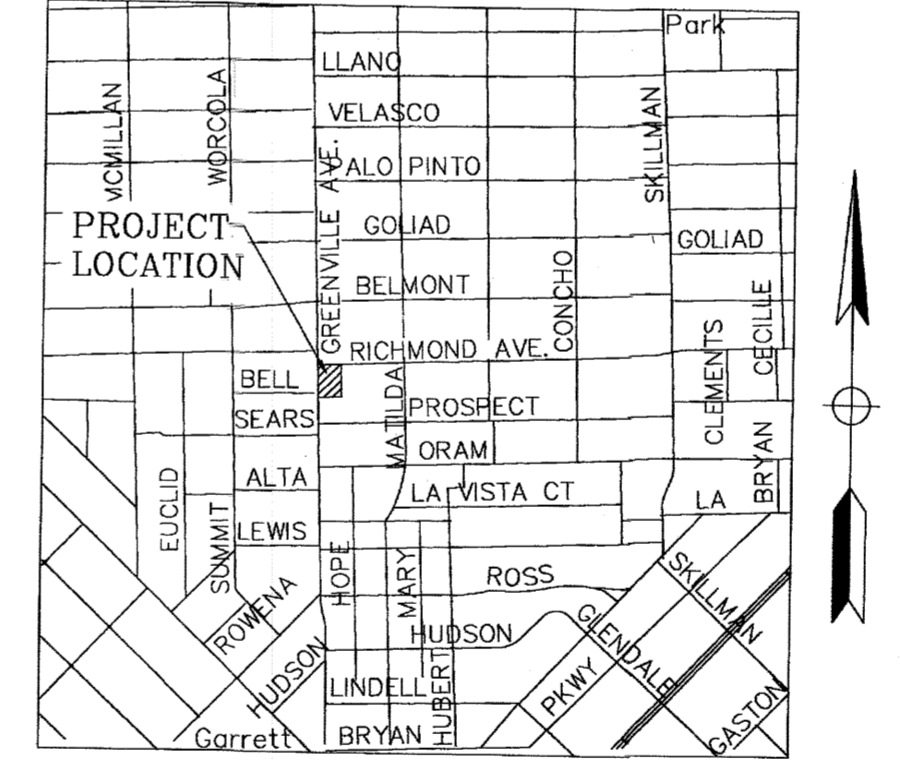 Park
LLANO
VELASCO
MCMILLAN
WORCOLA
SKILLMAN
PALO PINTO
GREENVILLE AVE.
PROJECT
LOCATION
GOLIAD
GOLIAD
BELMONT
CONCHO
CECILLE
RICHMOND AVE.
CLEMENTS
BELL
MATILDA
PROSPECT
SEARS
ORAM
BRYAN
ALTA
LA VISTA CT
LA
EUCLID
SUMMIT
LEWIS
HOPE
MARY
ROSS
SKILLMAN
ROWENA
HUDSON
GLENDALE
HUDSON
LINDELL
HUBERT
PKWY
GASTON
Garrett
BRYAN